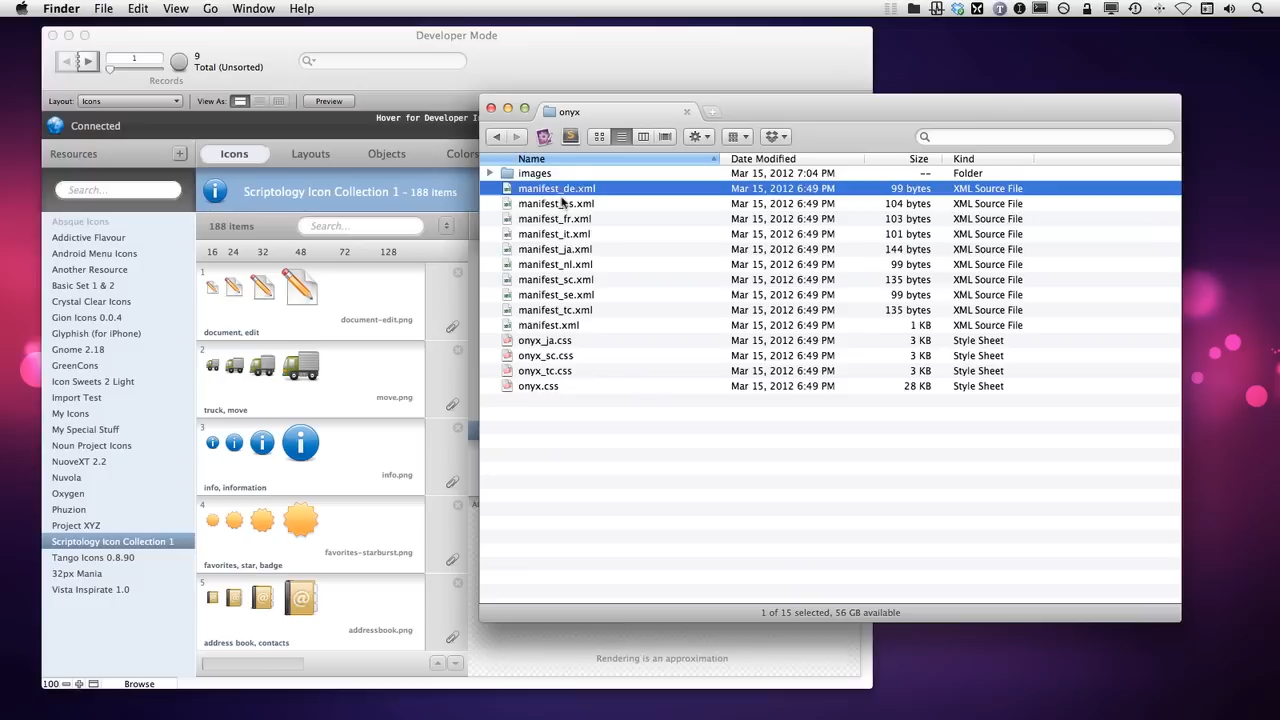 Finder File Edit View Go Window Help
Developer Mode
1
9
Total (Unsorted)
Records
Layout: Icons View As: Preview
Connected
Hover for Developer In
Resources
Icons Layouts Objects Colors
Search...
Scriptology Icon Collection 1 - 188 items
188 items
Search...
16 24 32 48 72 128
Absque Icons
Addictive Flavour
Android Menu Icons
Another Resource
Basic Set 1 & 2
Crystal Clear Icons
Gion Icons 0.0.4
Glyphish (for iPhone)
Gnome 2.18
GreenCons
Icon Sweets 2 Light
Import Test
My Icons
My Special Stuff
Noun Project Icons
NuoveXT 2.2
Nuvola
Oxygen
Phuzion
Project XYZ
Scriptology Icon Collection 1
Tango Icons 0.8.90
32px Mania
Vista Inspirate 1.0
1
document-edit.png
document, edit
2
move.png
truck, move
3
info.png
info, information
4
favorites-starburst.png
favorites, star, badge
5
addressbook.png
address book, contacts
100
Browse
Rendering is an approximation
onyx
Name Date Modified Size Kind
images Mar 15, 2012 7:04 PM -- Folder
manifest_de.xml Mar 15, 2012 6:49 PM 99 bytes XML Source File
manifest_es.xml Mar 15, 2012 6:49 PM 104 bytes XML Source File
manifest_fr.xml Mar 15, 2012 6:49 PM 103 bytes XML Source File
manifest_it.xml Mar 15, 2012 6:49 PM 101 bytes XML Source File
manifest_ja.xml Mar 15, 2012 6:49 PM 144 bytes XML Source File
manifest_nl.xml Mar 15, 2012 6:49 PM 99 bytes XML Source File
manifest_sc.xml Mar 15, 2012 6:49 PM 135 bytes XML Source File
manifest_se.xml Mar 15, 2012 6:49 PM 99 bytes XML Source File
manifest_tc.xml Mar 15, 2012 6:49 PM 135 bytes XML Source File
manifest.xml Mar 15, 2012 6:49 PM 1 KB XML Source File
onyx_ja.css Mar 15, 2012 6:49 PM 3 KB Style Sheet
onyx_sc.css Mar 15, 2012 6:49 PM 3 KB Style Sheet
onyx_tc.css Mar 15, 2012 6:49 PM 3 KB Style Sheet
onyx.css Mar 15, 2012 6:49 PM 28 KB Style Sheet
1 of 15 selected, 56 GB available